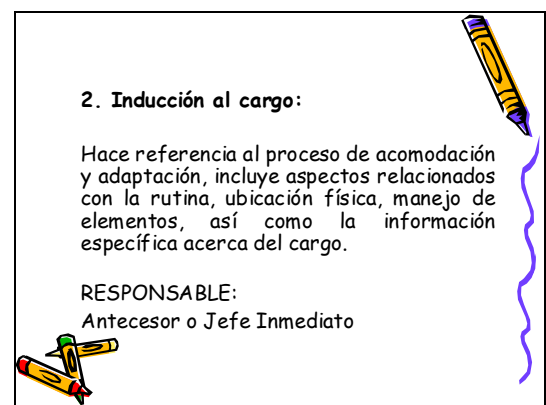 2. Inducción al cargo:
Hace referencia al proceso de acomodación
y adaptación, incluye aspectos relacionados
con la rutina, ubicación física, manejo de
elementos, así como la información
específica acerca del cargo.
RESPONSABLE:
Antecesor o Jefe Inmediato